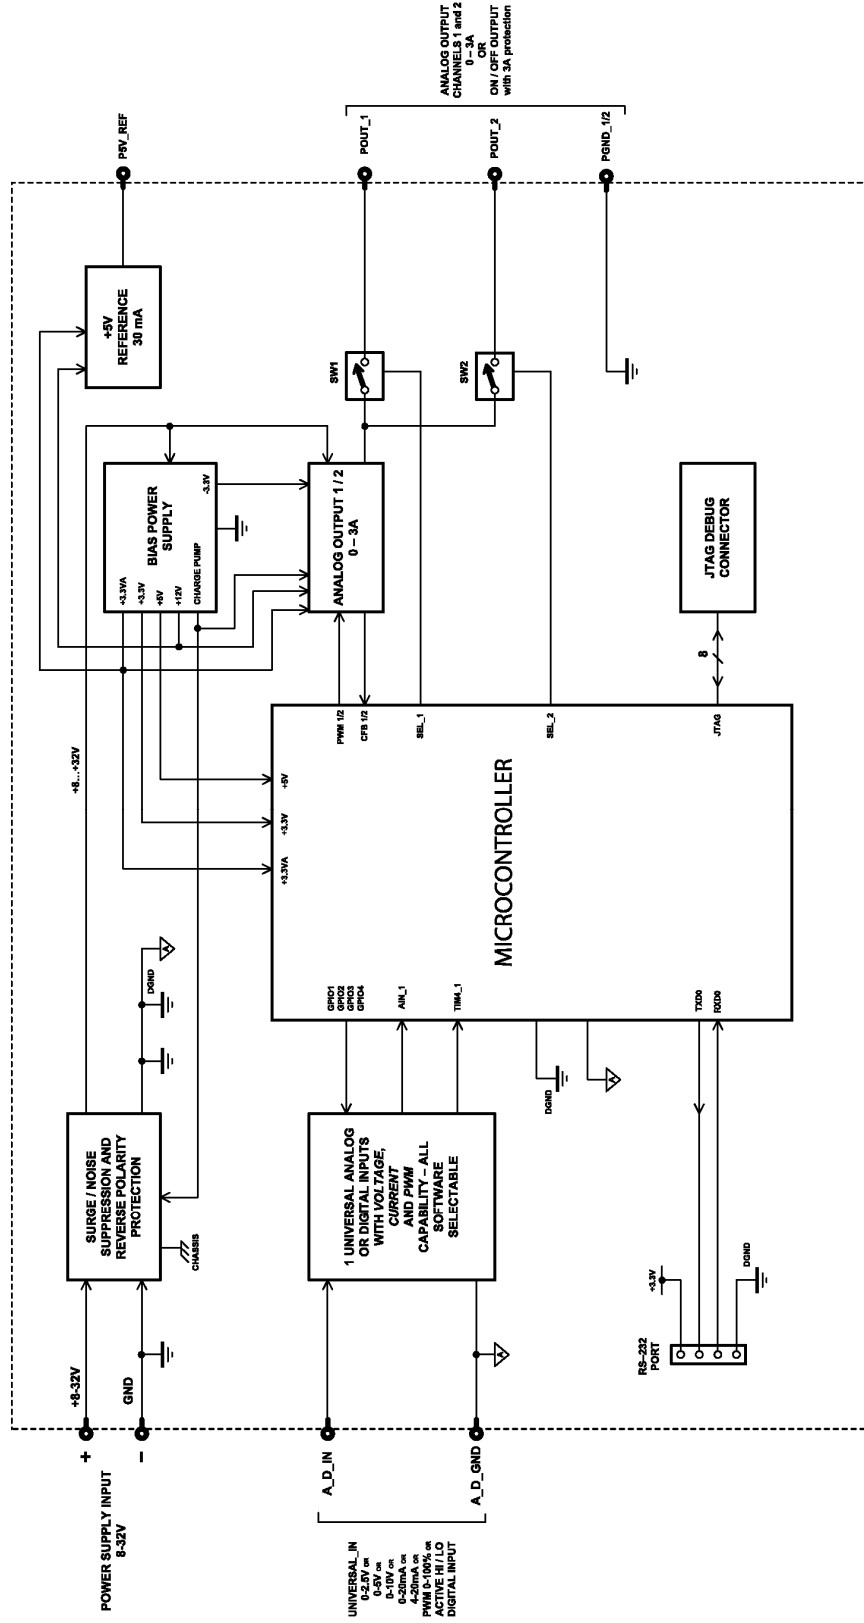 POWER SUPPLY INPUT
8-32V
+
–
+8-32V
GND
SURGE / NOISE
SUPPRESSION AND
REVERSE POLARITY
PROTECTION
CHASSIS
DGND
A
+8…+32V
BIAS POWER
SUPPLY
+3.3VA
+3.3V
+5V
+12V
CHARGE PUMP
-3.3V
+5V
REFERENCE
30 mA
P5V_REF
UNIVERSAL_IN
0-2.5V OR
0-5V OR
0-10V OR
0-20mA OR
4-20mA OR
PWM 0-100% OR
ACTIVE HI / LO
DIGITAL INPUT
A_D_IN
A_D_GND
A
1 UNIVERSAL ANALOG
OR DIGITAL INPUTS
WITH VOLTAGE,
CURRENT
AND PWM
CAPABILITY – ALL
SOFTWARE
SELECTABLE
GPIO1
GPIO2
GPIO3
GPIO4
AIN_1
TIM4_1
DGND
A
TXD0
RXD0
MICROCONTROLLER
+3.3VA
+3.3V
+5V
PWM 1/2
CFB 1/2
SEL_1
SEL_2
JTAG
8
JTAG DEBUG
CONNECTOR
ANALOG OUTPUT 1 / 2
0 – 3A
SW1
SW2
POUT_1
POUT_2
PGND_1/2
ANALOG OUTPUT
CHANNELS 1 and 2
0 – 3A
OR
ON / OFF OUTPUT
with 3A protection
RS-232
PORT
+3.3V
DGND